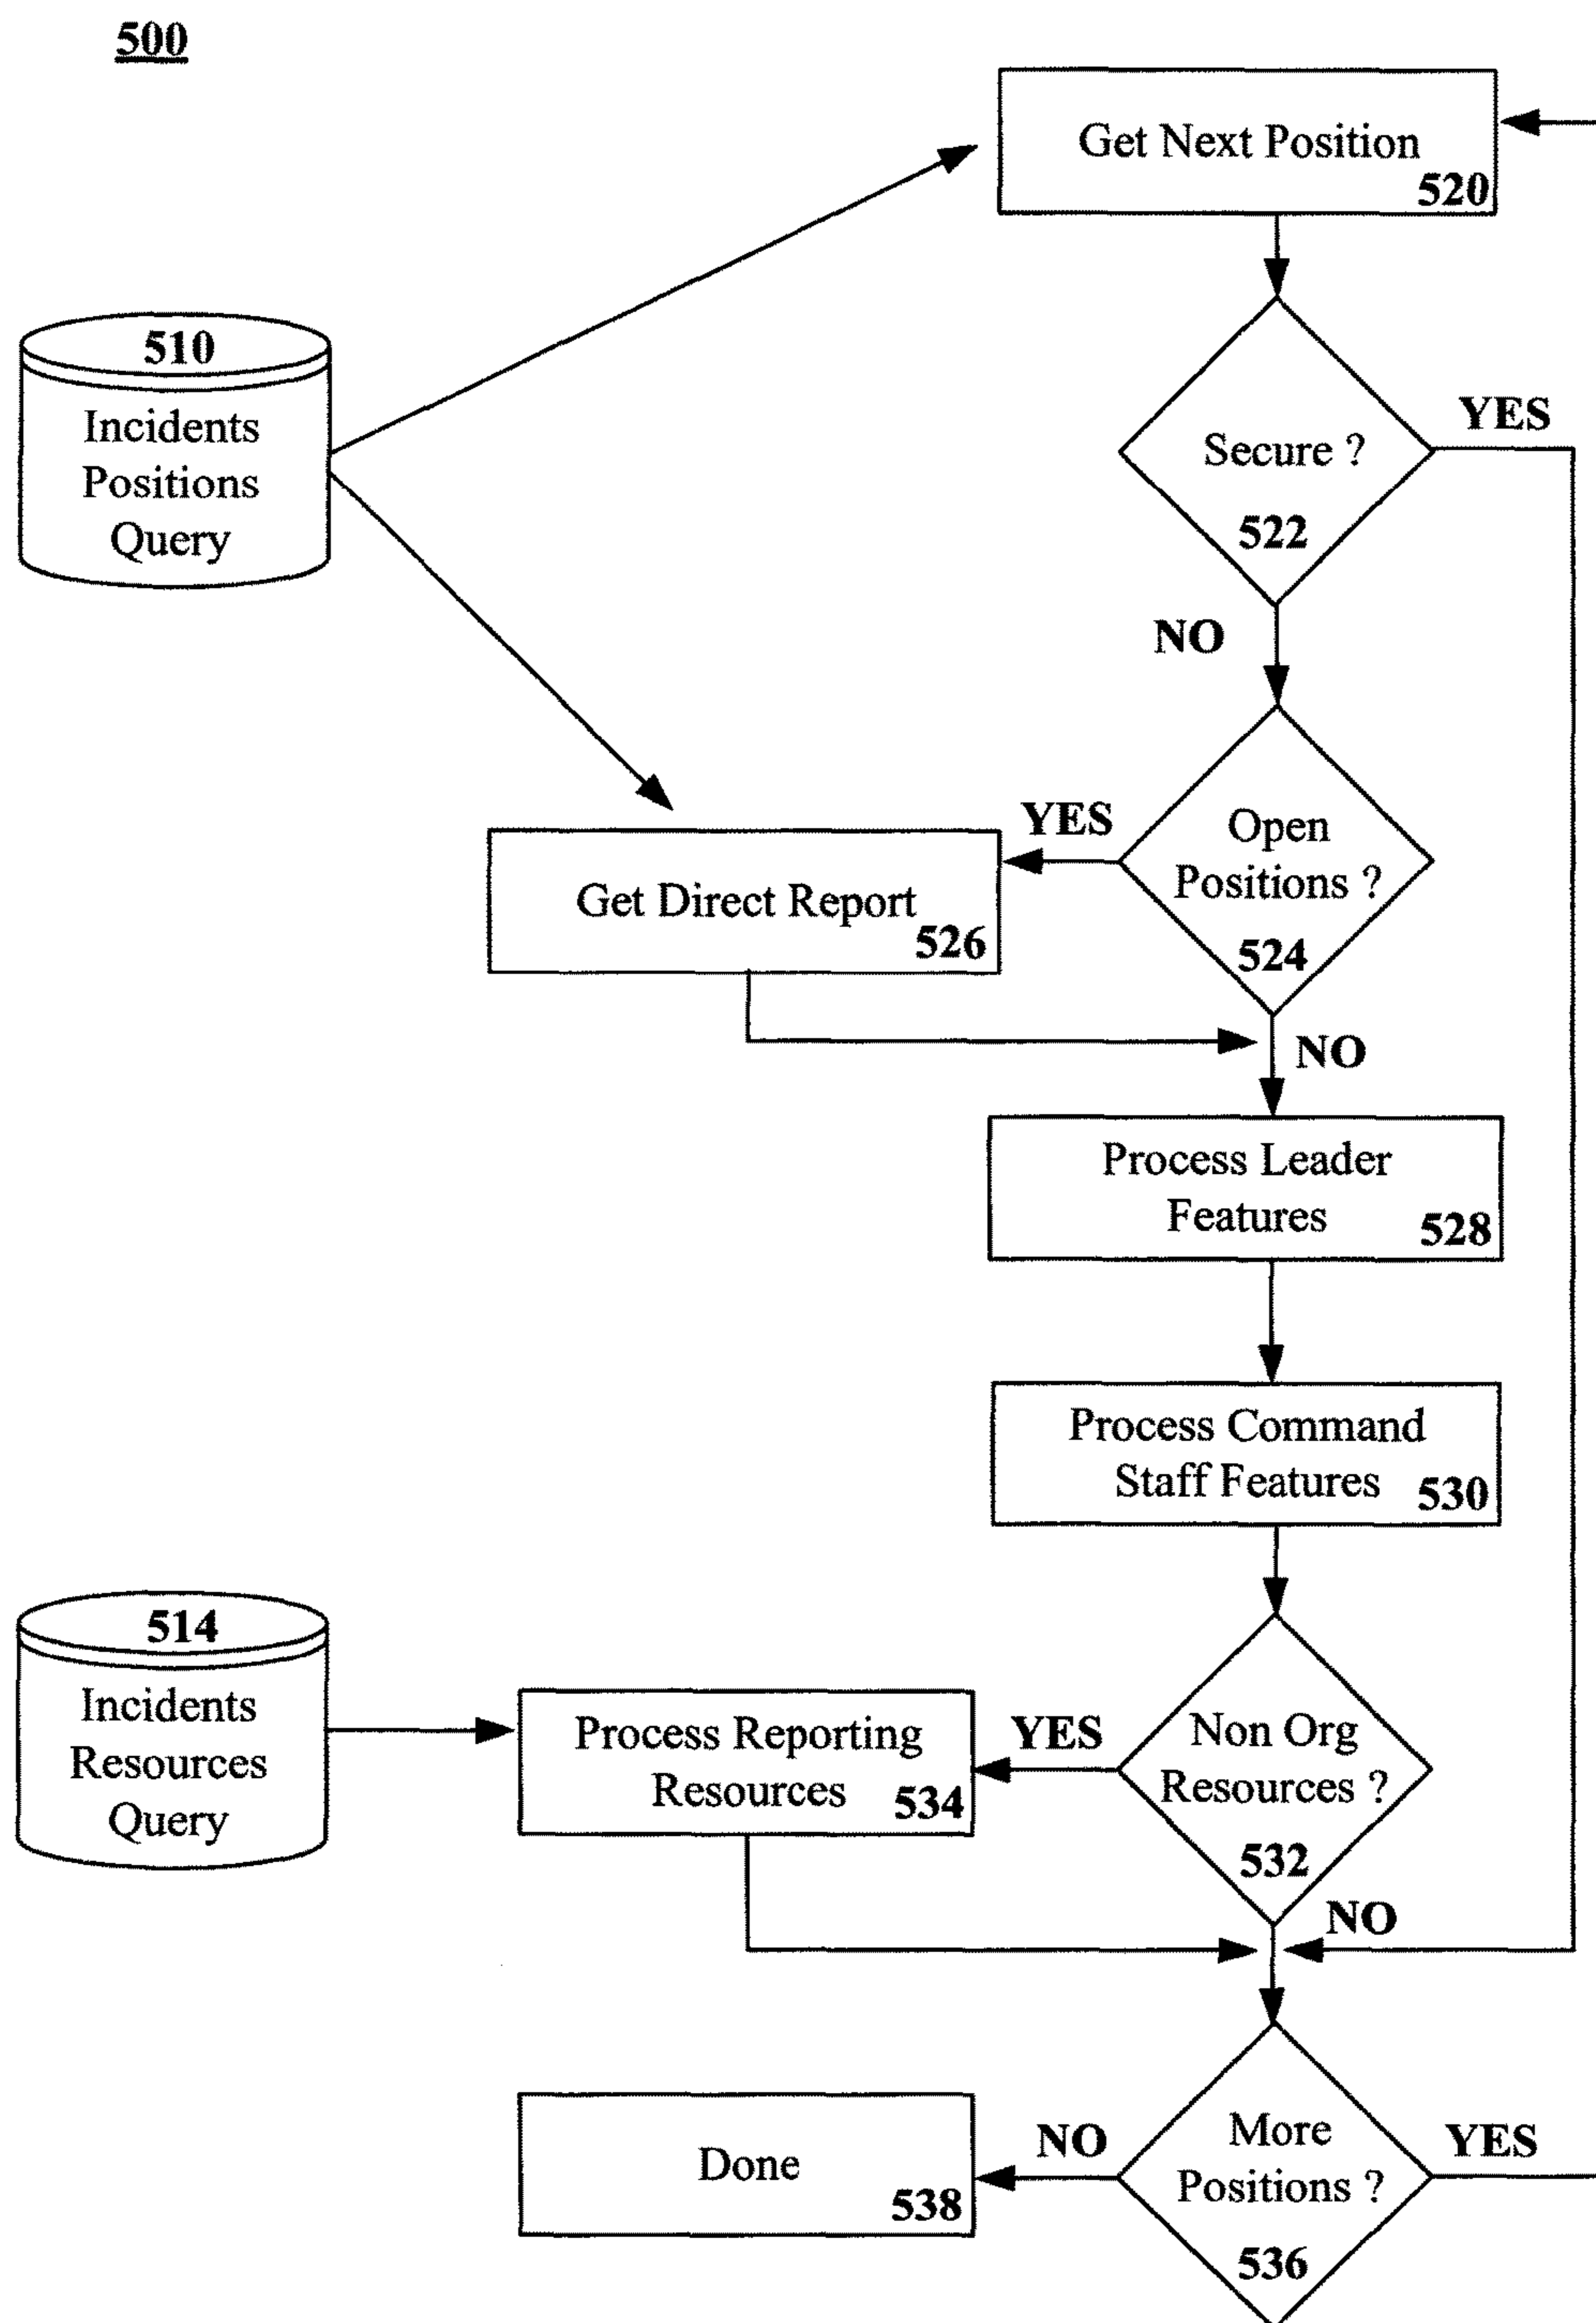 500
Get Next Position
520
510
Incidents
Positions
Query
YES
Secure ?
522
NO
YES
Open
Positions ?
524
Get Direct Report
526
NO
Process Leader
Features
528
Process Command
Staff Features
530
514
Incidents
Resources
Query
Process Reporting
Resources
534
YES
Non Org
Resources ?
532
NO
Done
538
NO
More
Positions ?
536
YES